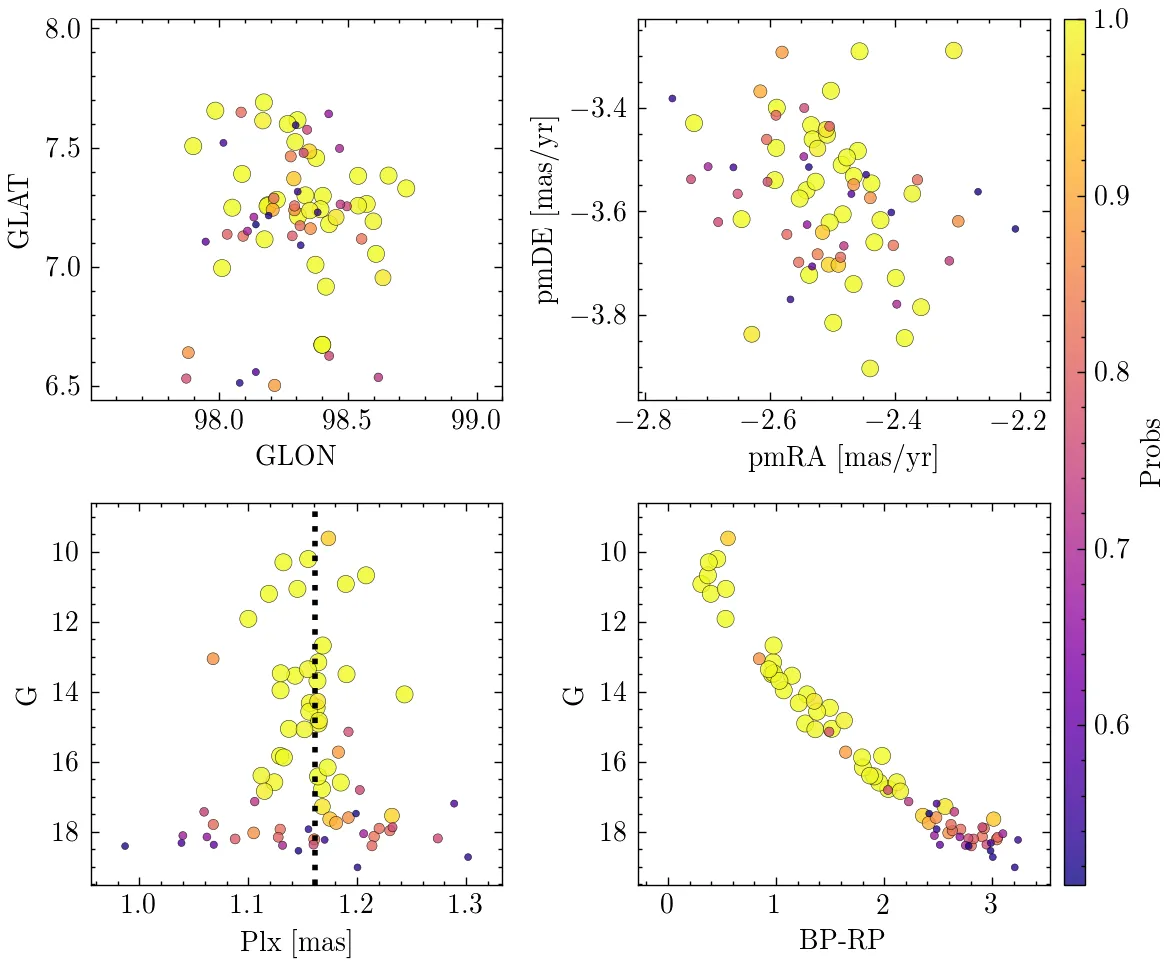 8.0
7.5
7.0
6.5
GLAT
98.0 98.5 99.0
GLON
−3.4
−3.6
−3.8
pmDE [mas/yr]
−2.8 −2.6 −2.4 −2.2
pmRA [mas/yr]
1.0
0.9
0.8
0.7
0.6
Probs
10
12
14
16
18
G
1.0 1.1 1.2 1.3
Plx [mas]
10
12
14
16
18
G
0 1 2 3
BP-RP